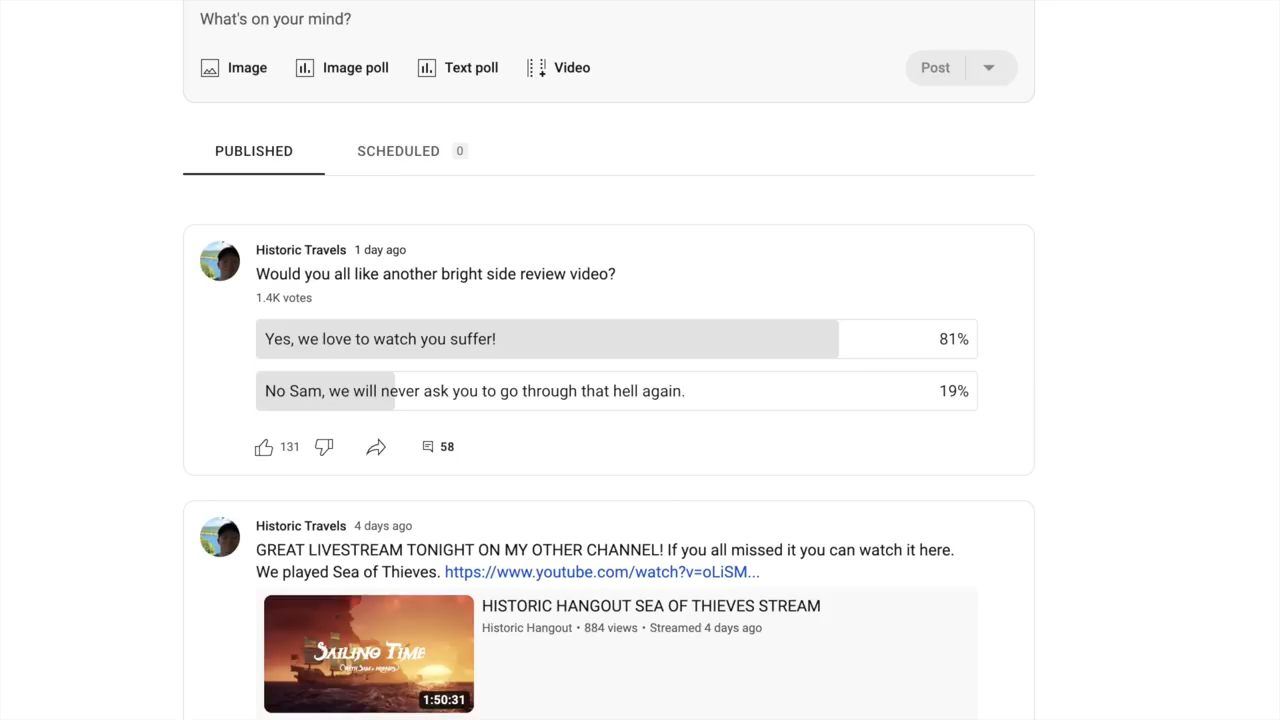 What's on your mind?
Image
Image poll
Text poll
Video
Post
PUBLISHED
SCHEDULED 0
Historic Travels 1 day ago
Would you all like another bright side review video?
1.4K votes
Yes, we love to watch you suffer! 81%
No Sam, we will never ask you to go through that hell again. 19%
131
58
Historic Travels 4 days ago
GREAT LIVESTREAM TONIGHT ON MY OTHER CHANNEL! If you all missed it you can watch it here.
We played Sea of Thieves. https://www.youtube.com/watch?v=oLiSM...
HISTORIC HANGOUT SEA OF THIEVES STREAM
Historic Hangout • 884 views • Streamed 4 days ago
SAILING TIME
(WITH SAM & FRIENDS)
1:50:31